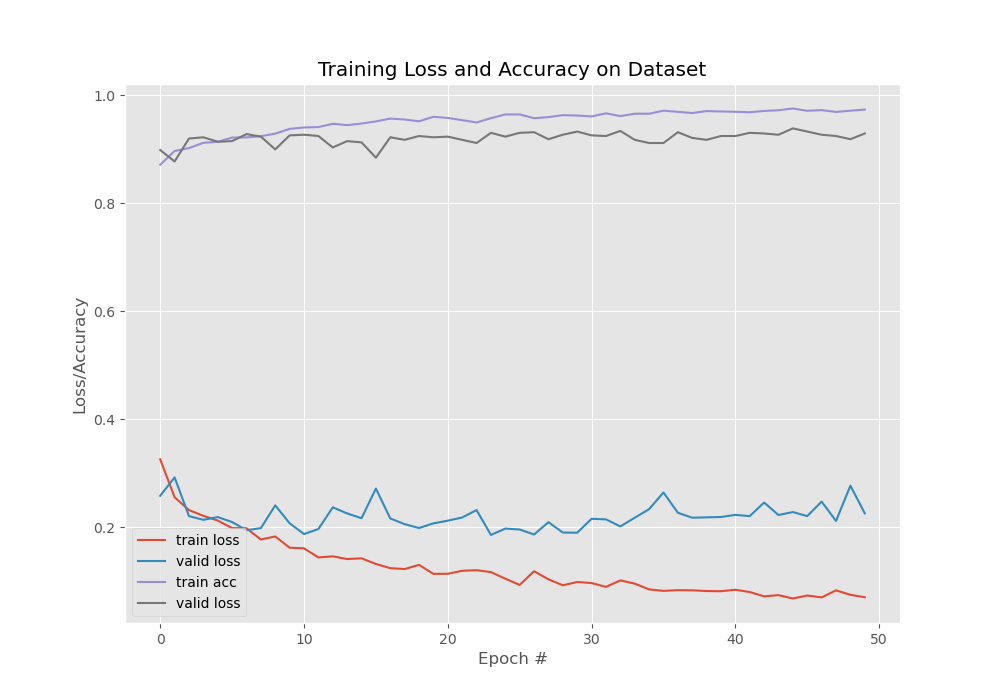 Training Loss and Accuracy on Dataset
1.0
0.8
0.6
0.4
0.2
Loss/Accuracy
train loss
valid loss
train acc
valid loss
0 10 20 30 40 50
Epoch #